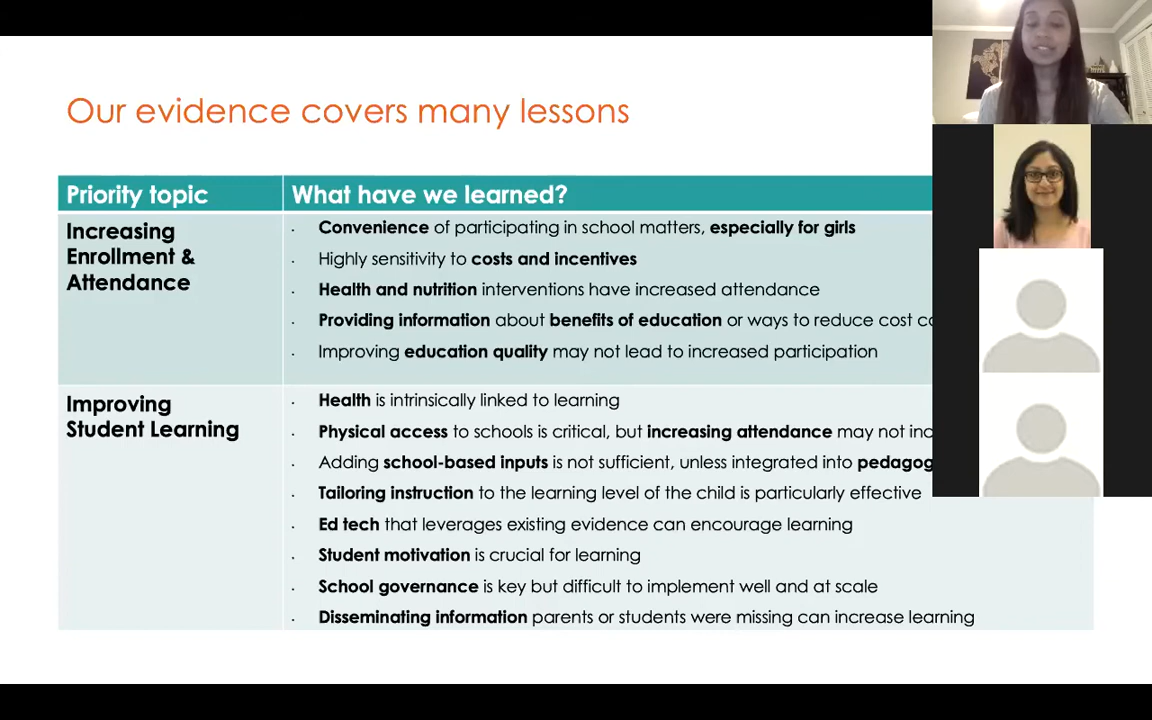 Our evidence covers many lessons
Priority topic
What have we learned?
Increasing
Enrollment &
Attendance
· Convenience of participating in school matters, especially for girls
· Highly sensitivity to costs and incentives
· Health and nutrition interventions have increased attendance
· Providing information about benefits of education or ways to reduce cost
· Improving education quality may not lead to increased participation
Improving
Student Learning
· Health is intrinsically linked to learning
· Physical access to schools is critical, but increasing attendance may not
· Adding school-based inputs is not sufficient, unless integrated into
· Tailoring instruction to the learning level of the child is particularly effective
· Ed tech that leverages existing evidence can encourage learning
· Student motivation is crucial for learning
· School governance is key but difficult to implement well and at scale
· Disseminating information parents or students were missing can increase learning